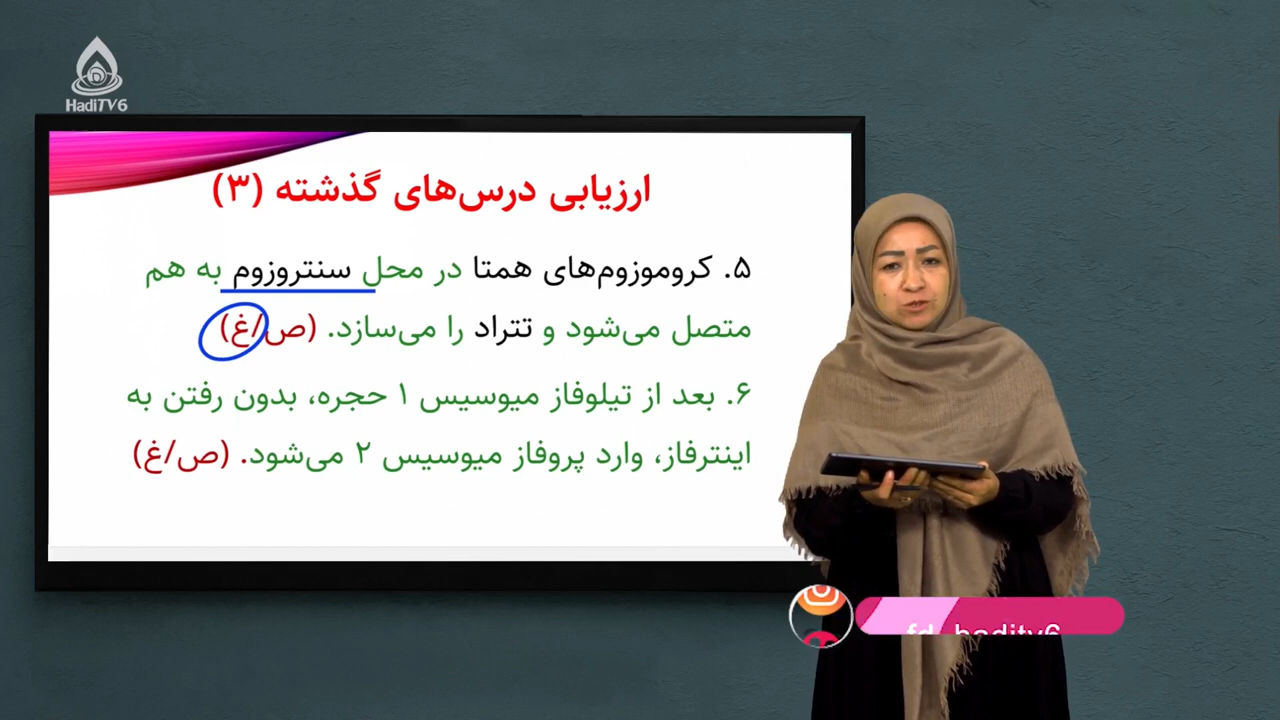 HadiTV6
ارزیابی درس‌های گذشته (۳)
۵. کروموزوم‌های همتا در محل سنتروزوم به هم
متصل می‌شود و تتراد را می‌سازد. (ص/غ)
۶. بعد از تیلوفاز میوسیس ۱ حجره، بدون رفتن به
اینترفاز، وارد پروفاز میوسیس ۲ می‌شود. (ص/غ)
fd_haditv6